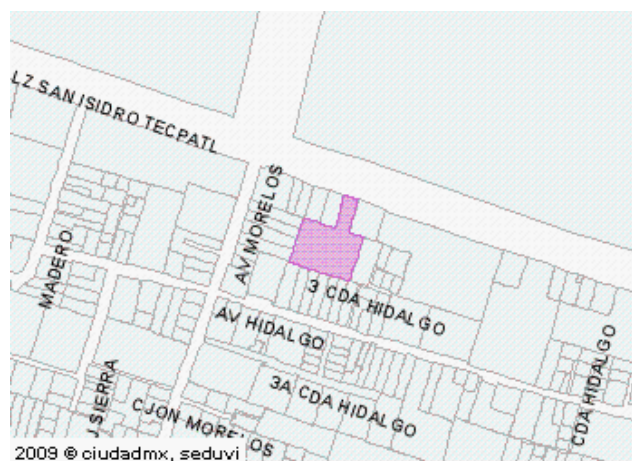 LZ SAN ISIDRO TECPATL
AV MORELOS
MADERO
3 CDA HIDALGO
AV HIDALGO
CDA HIDALGO
3A CDA HIDALGO
J. SIERRA
CJON MORELOS
2009 © ciudadmx, seduvi